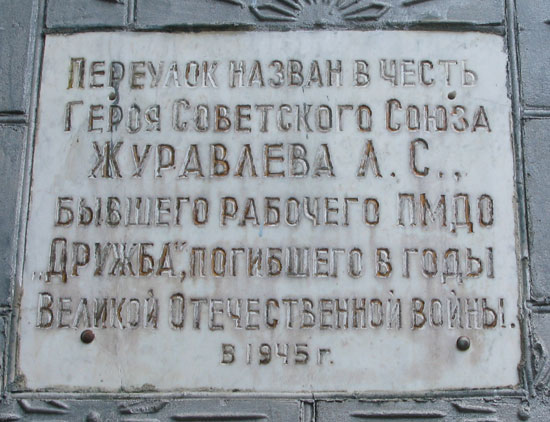 Переулок назван в честь
Героя Советского Союза
Журавлева Л. С.,
бывшего рабочего ПМДО
„Дружба“, погибшего в годы
Великой Отечественной войны.
в 1945 г.